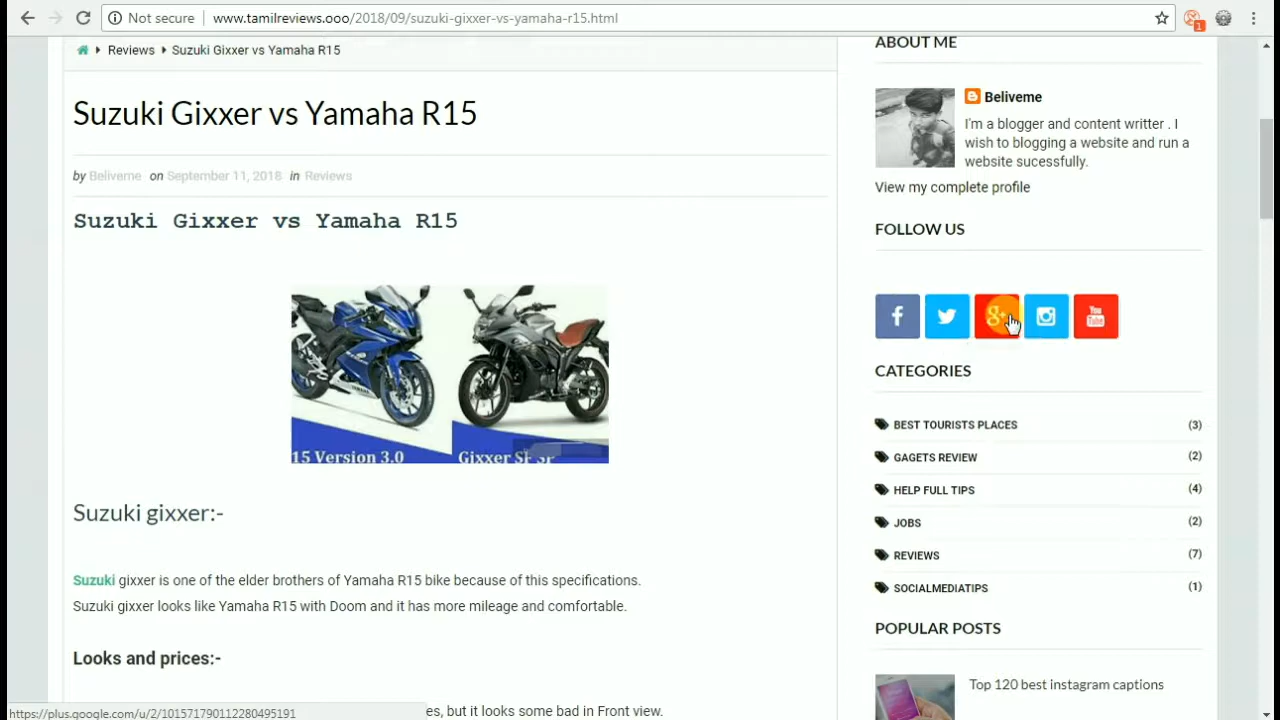 Not secure
www.tamilreviews.ooo/2018/09/suzuki-gixxer-vs-yamaha-r15.html
1
Reviews
Suzuki Gixxer vs Yamaha R15
Suzuki Gixxer vs Yamaha R15
by Beliveme on September 11, 2018 in Reviews
Suzuki Gixxer vs Yamaha R15
15 Version 3.0
Gixxer SF SP
Suzuki gixxer:-
Suzuki gixxer is one of the elder brothers of Yamaha R15 bike because of this specifications.
Suzuki gixxer looks like Yamaha R15 with Doom and it has more mileage and comfortable.
Looks and prices:-
es, but it looks some bad in Front view.
https://plus.google.com/u/2/101571790112280495191
ABOUT ME
Beliveme
I'm a blogger and content writter . I
wish to blogging a website and run a
website sucessfully.
View my complete profile
FOLLOW US
f
g+
You
Tube
CATEGORIES
BEST TOURISTS PLACES (3)
GAGETS REVIEW (2)
HELP FULL TIPS (4)
JOBS (2)
REVIEWS (7)
SOCIALMEDIATIPS (1)
POPULAR POSTS
Top 120 best instagram captions